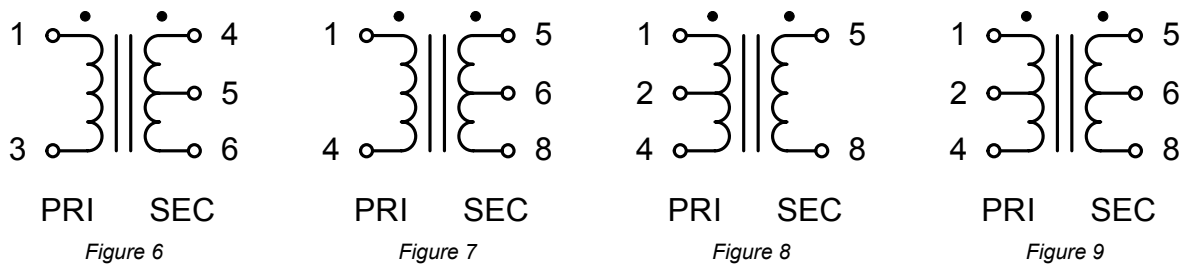 1 4
5
3 6
PRI SEC
Figure 6
1 5
6
4 8
PRI SEC
Figure 7
1 5
2
4 8
PRI SEC
Figure 8
1 5
2 6
4 8
PRI SEC
Figure 9